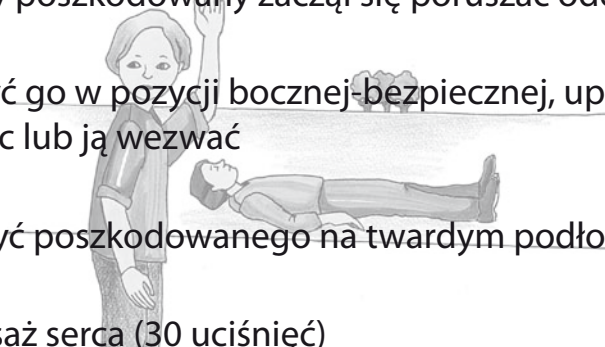 poszkodowany zaczął się poruszać
ć go w pozycji bocznej-bezpiecznej, up
c lub ją wezwać
yć poszkodowanego na twardym podło
saż serca (30 uciśnięć)